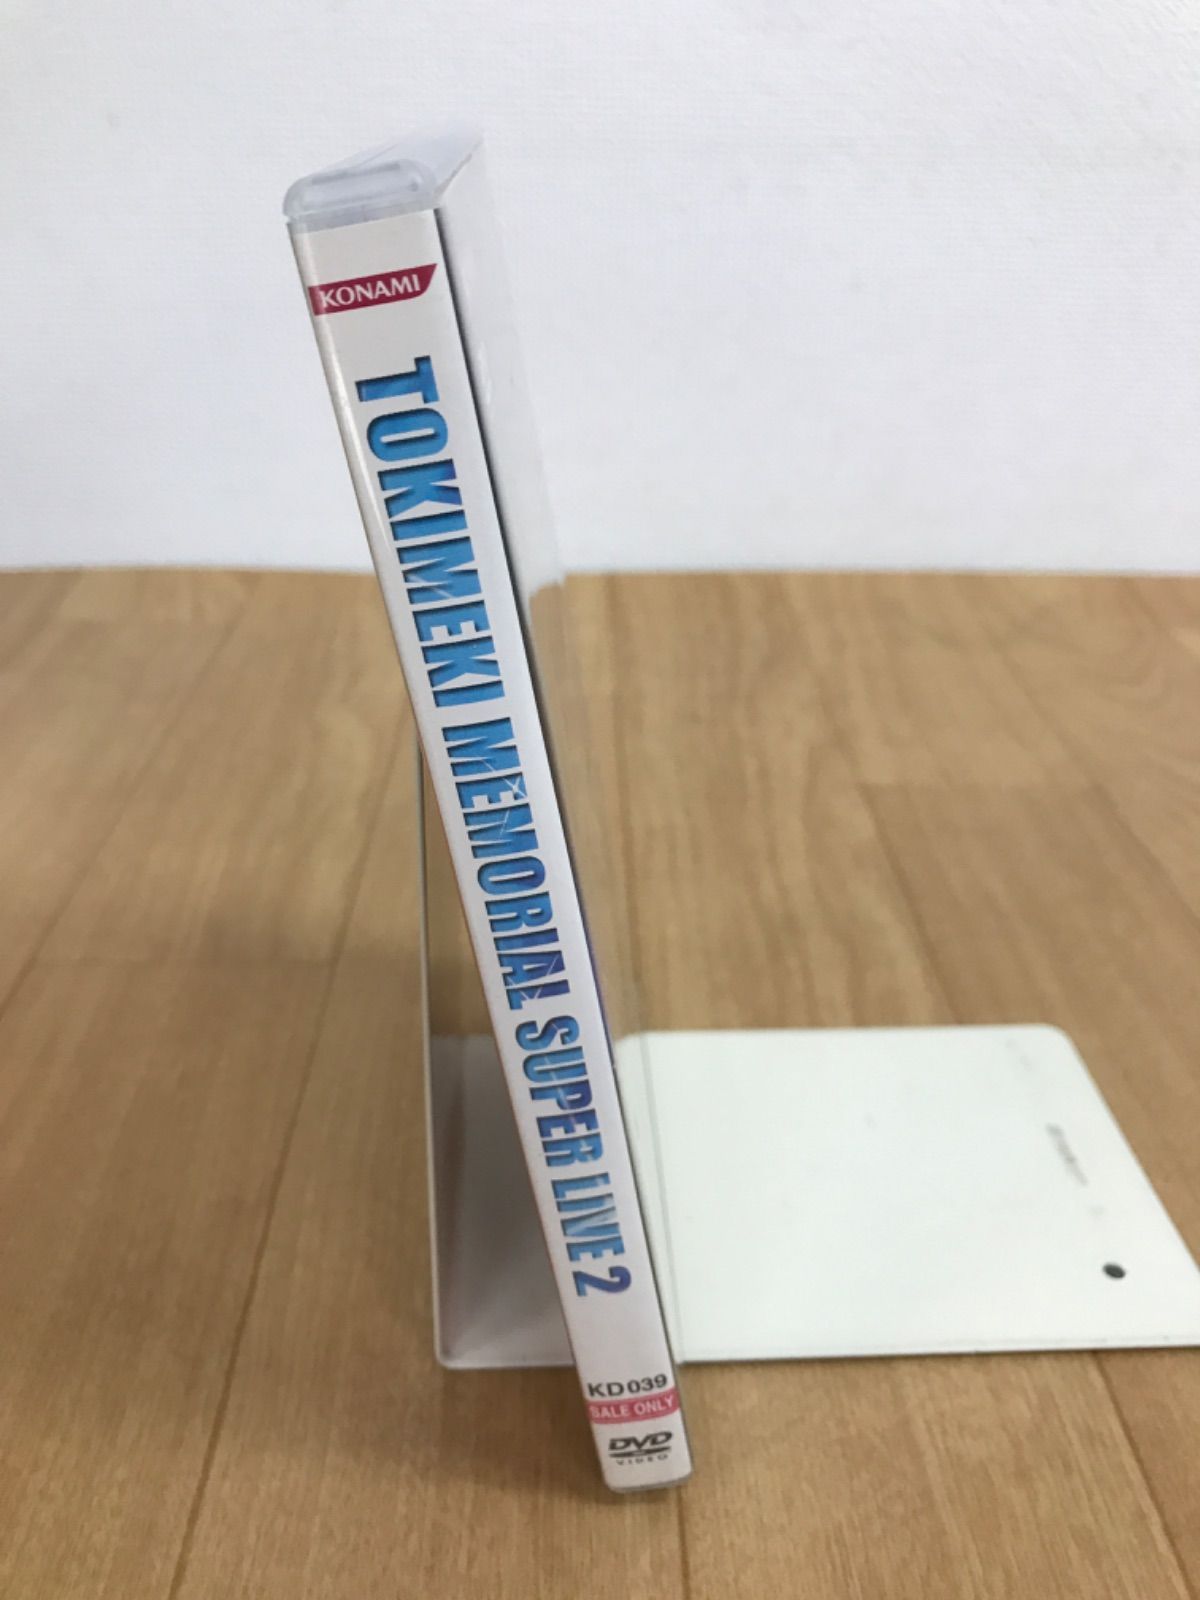 KONAMI
TOKIMEKI MEMORIAL SUPER LIVE 2
KD039
SALE ONLY
DVD
VIDEO